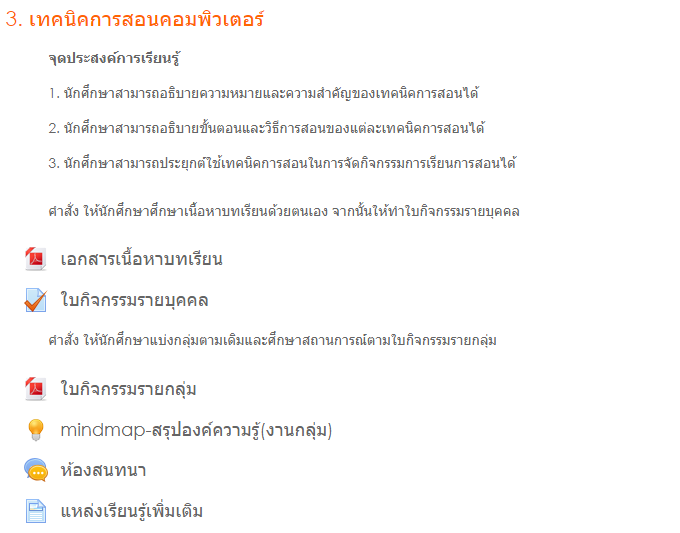 3. เทคนิคการสอนคอมพิวเตอร์
จุดประสงค์การเรียนรู้
1. นักศึกษาสามารถอธิบายความหมายและความสำคัญของเทคนิคการสอนได้
2. นักศึกษาสามารถอธิบายขั้นตอนและวิธีการสอนของแต่ละเทคนิคการสอนได้
3. นักศึกษาสามารถประยุกต์ใช้เทคนิคการสอนในการจัดกิจกรรมการเรียนการสอนได้
คำสั่ง ให้นักศึกษาศึกษาเนื้อหาบทเรียนด้วยตนเอง จากนั้นให้ทำใบกิจกรรมรายบุคคล
เอกสารเนื้อหาบทเรียน
ใบกิจกรรมรายบุคคล
คำสั่ง ให้นักศึกษาแบ่งกลุ่มตามเดิมและศึกษาสถานการณ์ตามใบกิจกรรมรายกลุ่ม
ใบกิจกรรมรายกลุ่ม
mindmap-สรุปองค์ความรู้(งานกลุ่ม)
ห้องสนทนา
แหล่งเรียนรู้เพิ่มเติม